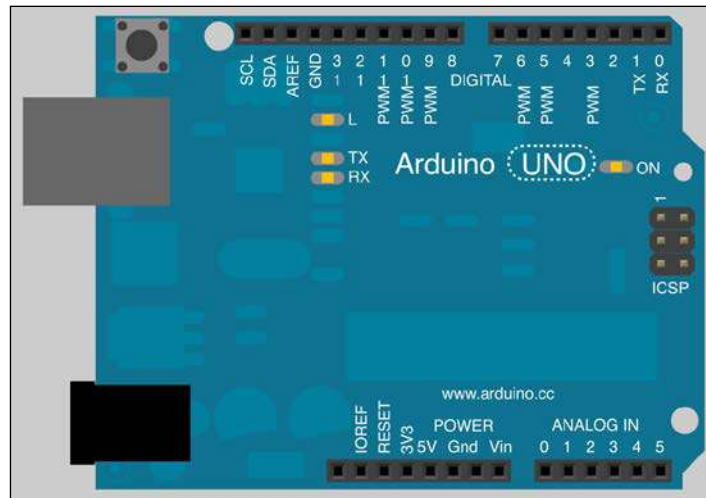 SCL SDA AREF GND 13 12 PWM 11 PWM 10 PWM 9 8 7 PWM 6 PWM 5 4 PWM 3 2 TX 1 RX 0
DIGITAL
L
TX
RX
Arduino UNO ON
1
ICSP
www.arduino.cc
POWER ANALOG IN
IOREF RESET 3V3 5V Gnd Vin 0 1 2 3 4 5